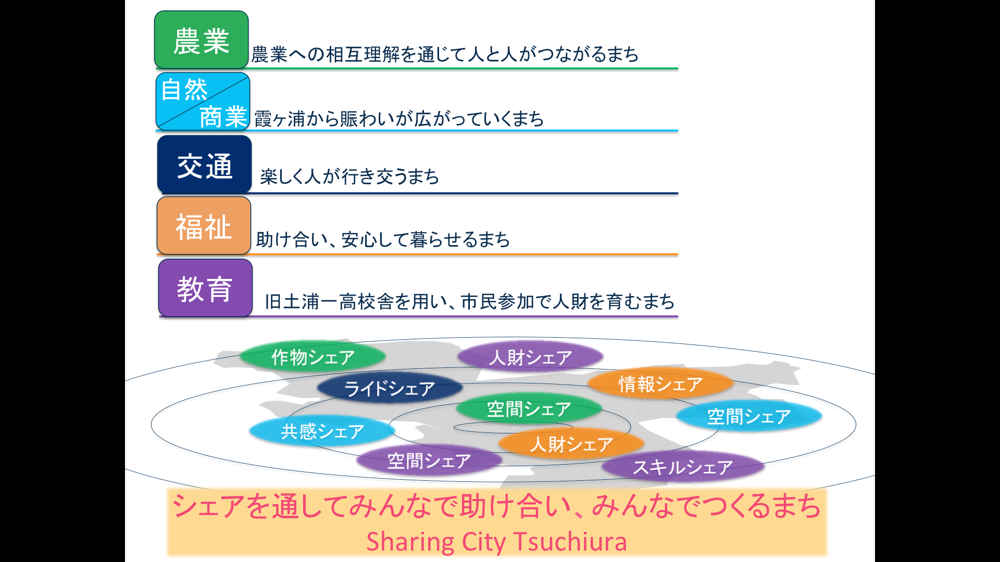 農業
農業への相互理解を通じて人と人がつながるまち
自然
商業
霞ヶ浦から賑わいが広がっていくまち
交通
楽しく人が行き交うまち
福祉
助け合い、安心して暮らせるまち
教育
旧土浦一高校舎を用い、市民参加で人財を育むまち
作物シェア
人財シェア
ライドシェア
情報シェア
空間シェア
空間シェア
共感シェア
人財シェア
空間シェア
スキルシェア
シェアを通してみんなで助け合い、みんなでつくるまち
Sharing City Tsuchiura